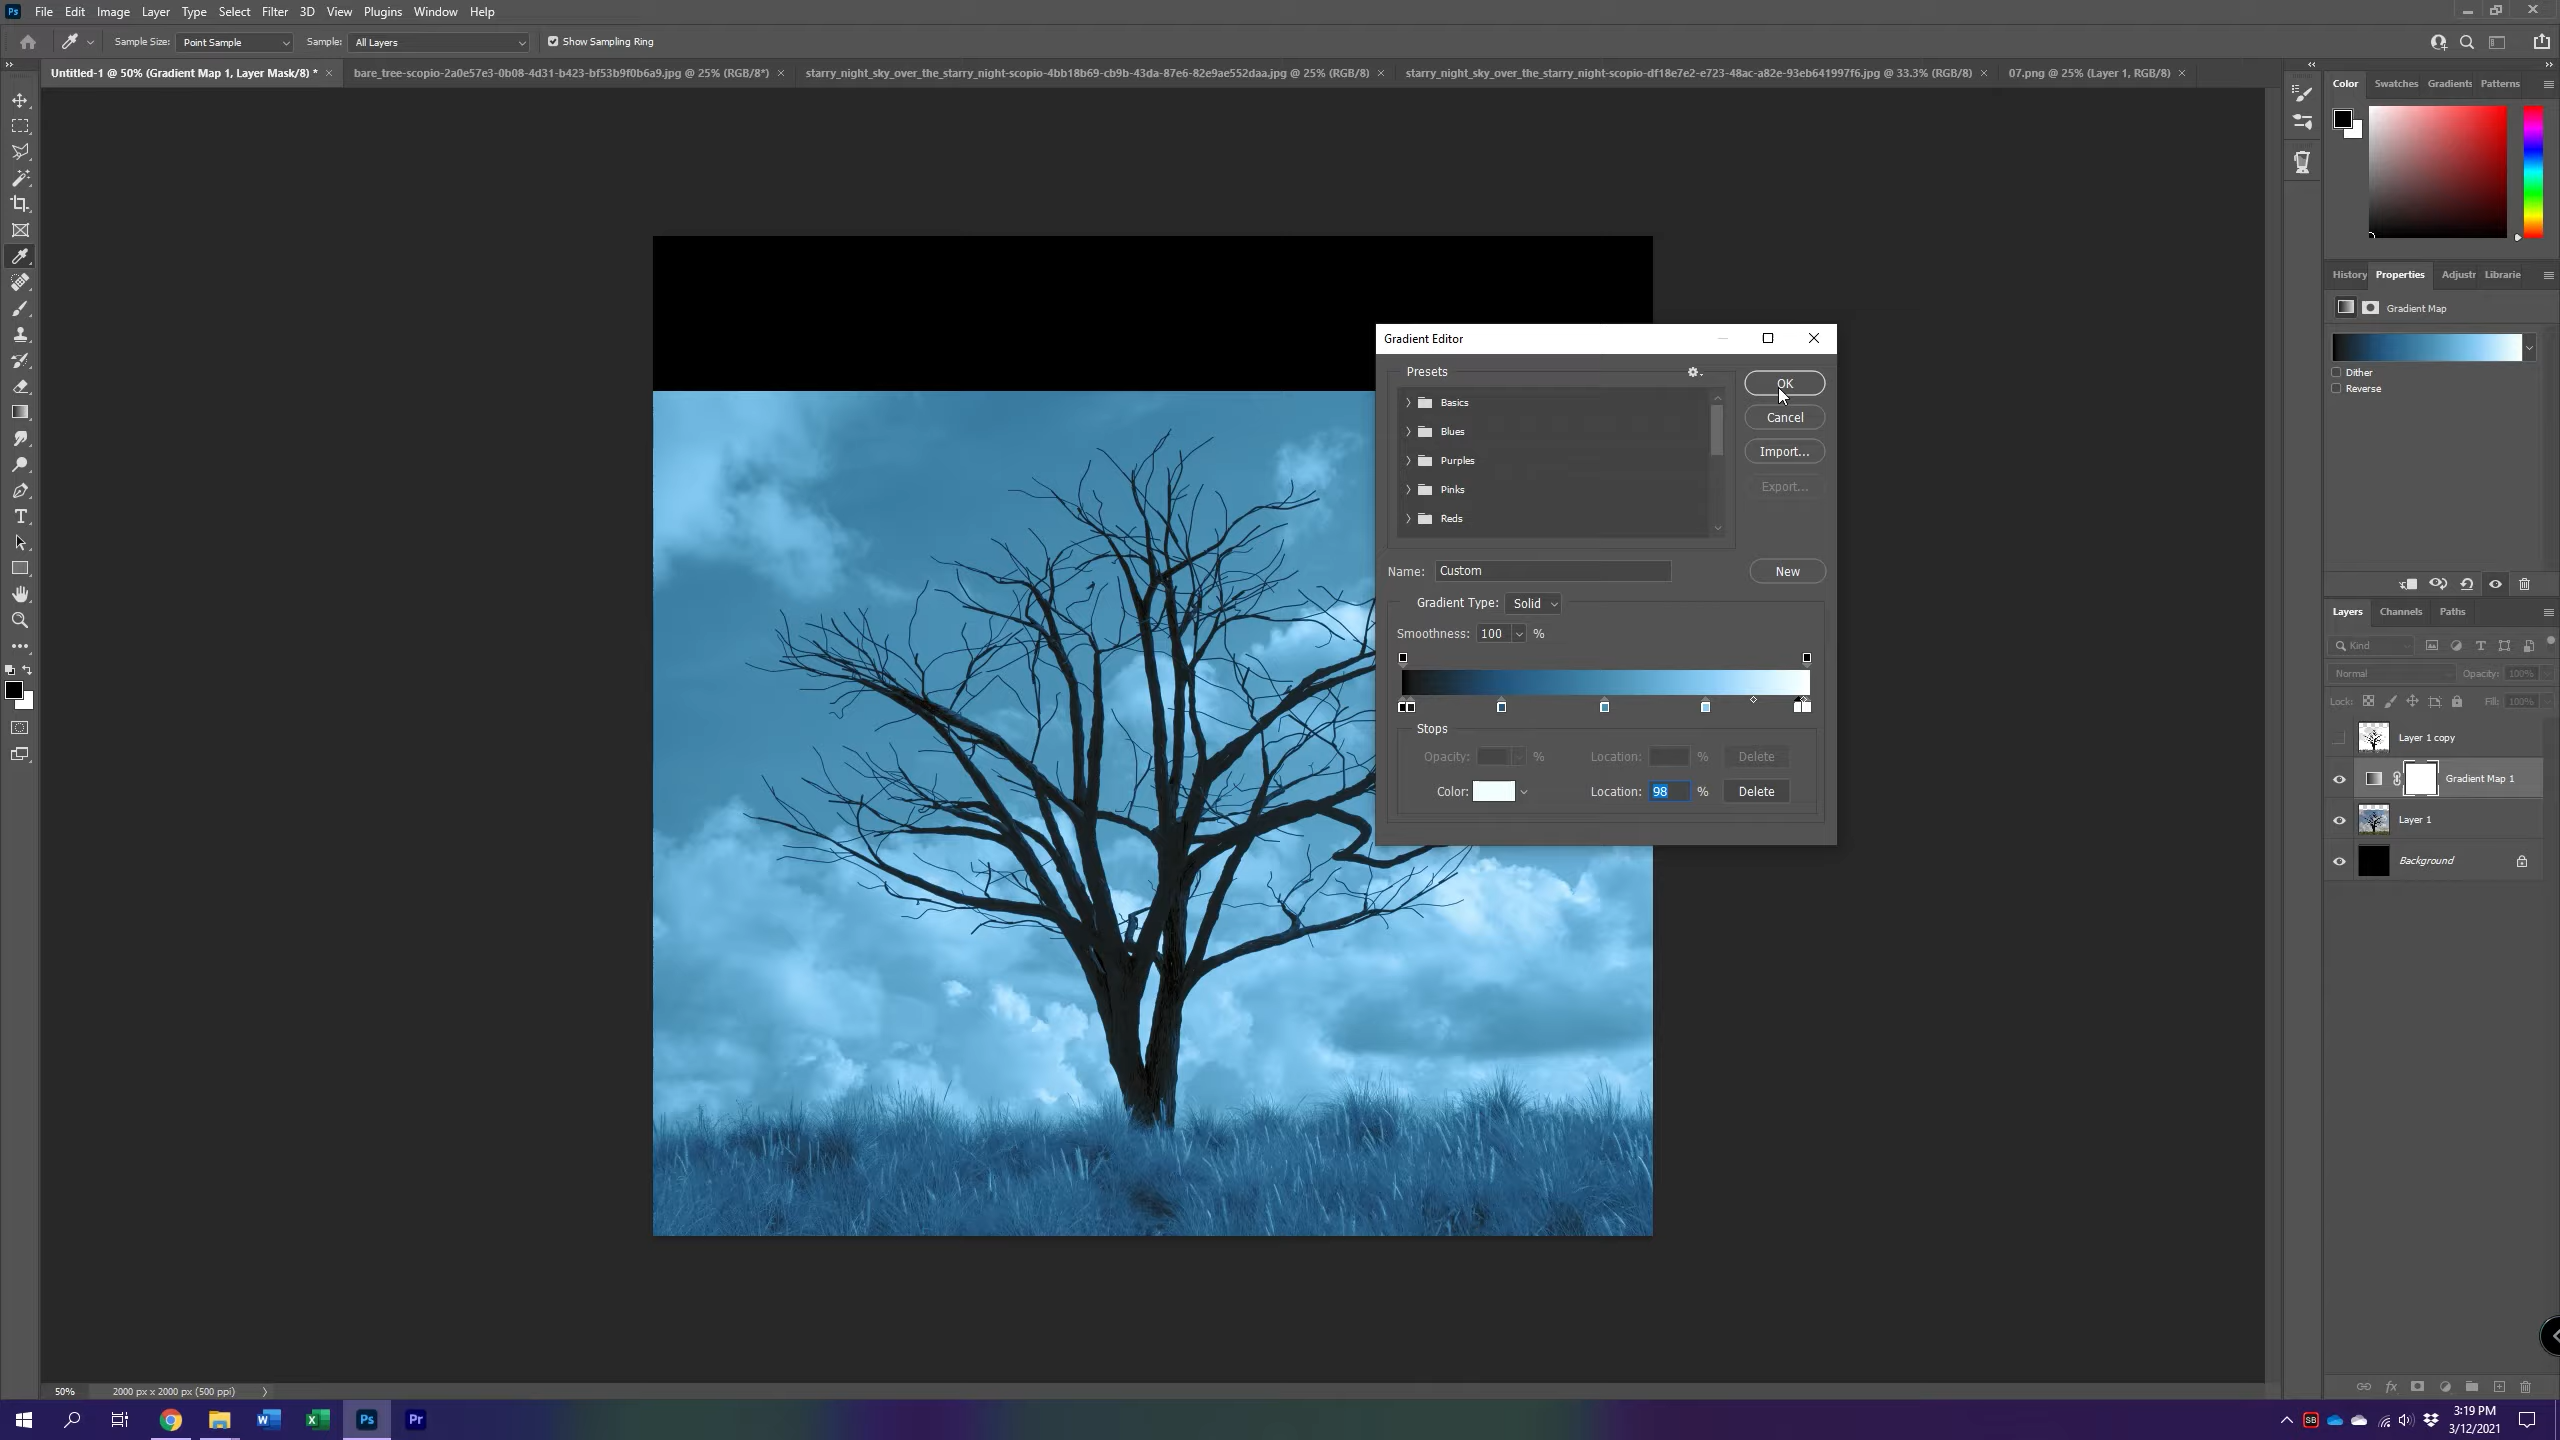 Ps File Edit Image Layer Type Select Filter 3D View Plugins Window Help
Sample Size: Point Sample Sample: All Layers Show Sampling Ring
Untitled-1 @ 50% (Gradient Map 1, Layer Mask/8) * bare_tree-scopio-2a0e57e3-0b08-4d31-b423-bf53b9f0b6a9.jpg @ 25% (RGB/8*) starry_night_sky_over_the_starry_night-scopio-4bb18b69-cb9b-43da-87e6-82e9ae552daa.jpg @ 25% (RGB/8) starry_night_sky_over_the_starry_night-scopio-df18e7e2-e723-48ac-a82e-93eb641997f6.jpg @ 33.3% (RGB/8) 07.png @ 25% (Layer 1, RGB/8)
Color Swatches Gradients Patterns
History Properties Adjustr Librarie
Gradient Map
Dither
Reverse
Gradient Editor
Presets
Basics
Blues
Purples
Pinks
Reds
OK
Cancel
Import...
Export...
Name: Custom New
Gradient Type: Solid
Smoothness: 100 %
Stops
Opacity: % Location: % Delete
Color: Location: 98 % Delete
Layers Channels Paths
Kind
Normal Opacity: 100%
Lock: Fill: 100%
Layer 1 copy
Gradient Map 1
Layer 1
Background
50% 2000 px x 2000 px (500 ppi)
Ps Pr
SB
3:19 PM
3/12/2021